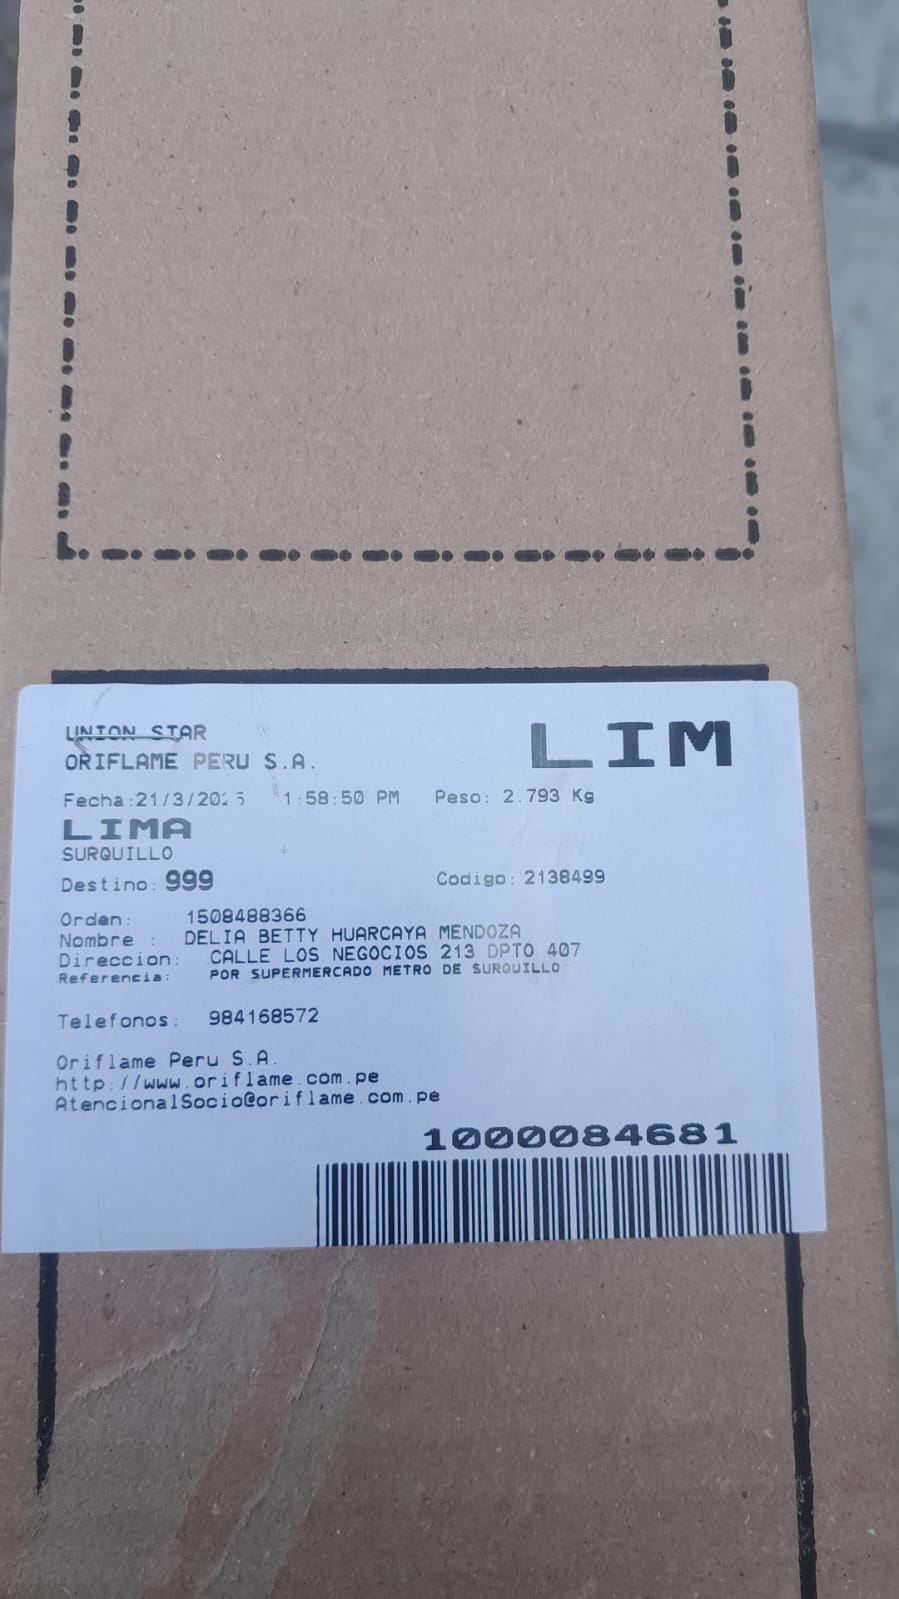 UNION STAR
ORIFLAME PERU S.A.
LIM
Fecha:21/3/2025 1:58:50 PM Peso: 2.793 Kg
LIMA
SURQUILLO
Destino: 999 Codigo: 2138499
Orden: 1508488366
Nombre : DELIA BETTY HUARCAYA MENDOZA
Direccion: CALLE LOS NEGOCIOS 213 DPTO 407
Referencia: POR SUPERMERCADO METRO DE SURQUILLO
Telefonos: 984168572
Oriflame Peru S.A.
http://www.oriflame.com.pe
AtencionalSocio@oriflame.com.pe
1000084681